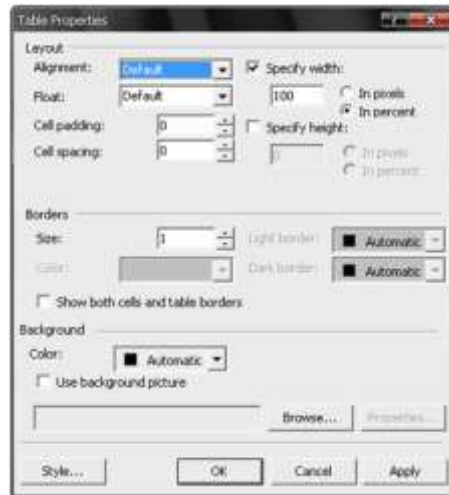 Table Properties
Layout
Alignment: Default Specify width:
Float: Default 100 In pixels
In percent
Cell padding: 0 Specify height:
Cell spacing: 0 0 In pixels
In percent
Borders
Size: 1 Light border: Automatic
Color: Dark border: Automatic
Show both cells and table borders
Background
Color: Automatic
Use background picture
Browse... Properties...
Style... OK Cancel Apply